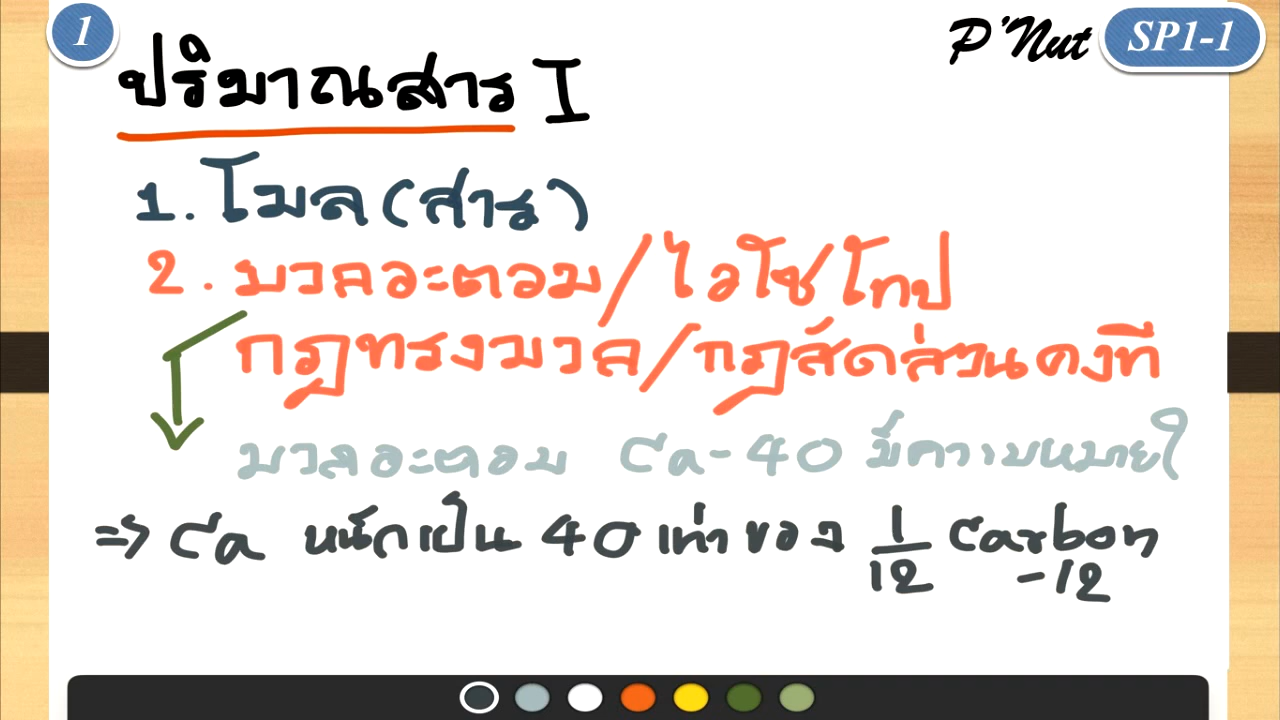 1
P'Nut SP1-1
ปริมาณสาร I
1. โมล (สาร)
2. มวลอะตอม/ไอโซโทป
กฎทรงมวล/กฎสัดส่วนคงที่
มวลอะตอม Ca-40 มีความหมายใ
=> Ca หนักเป็น 40 เท่าของ 1/12 Carbon
-12